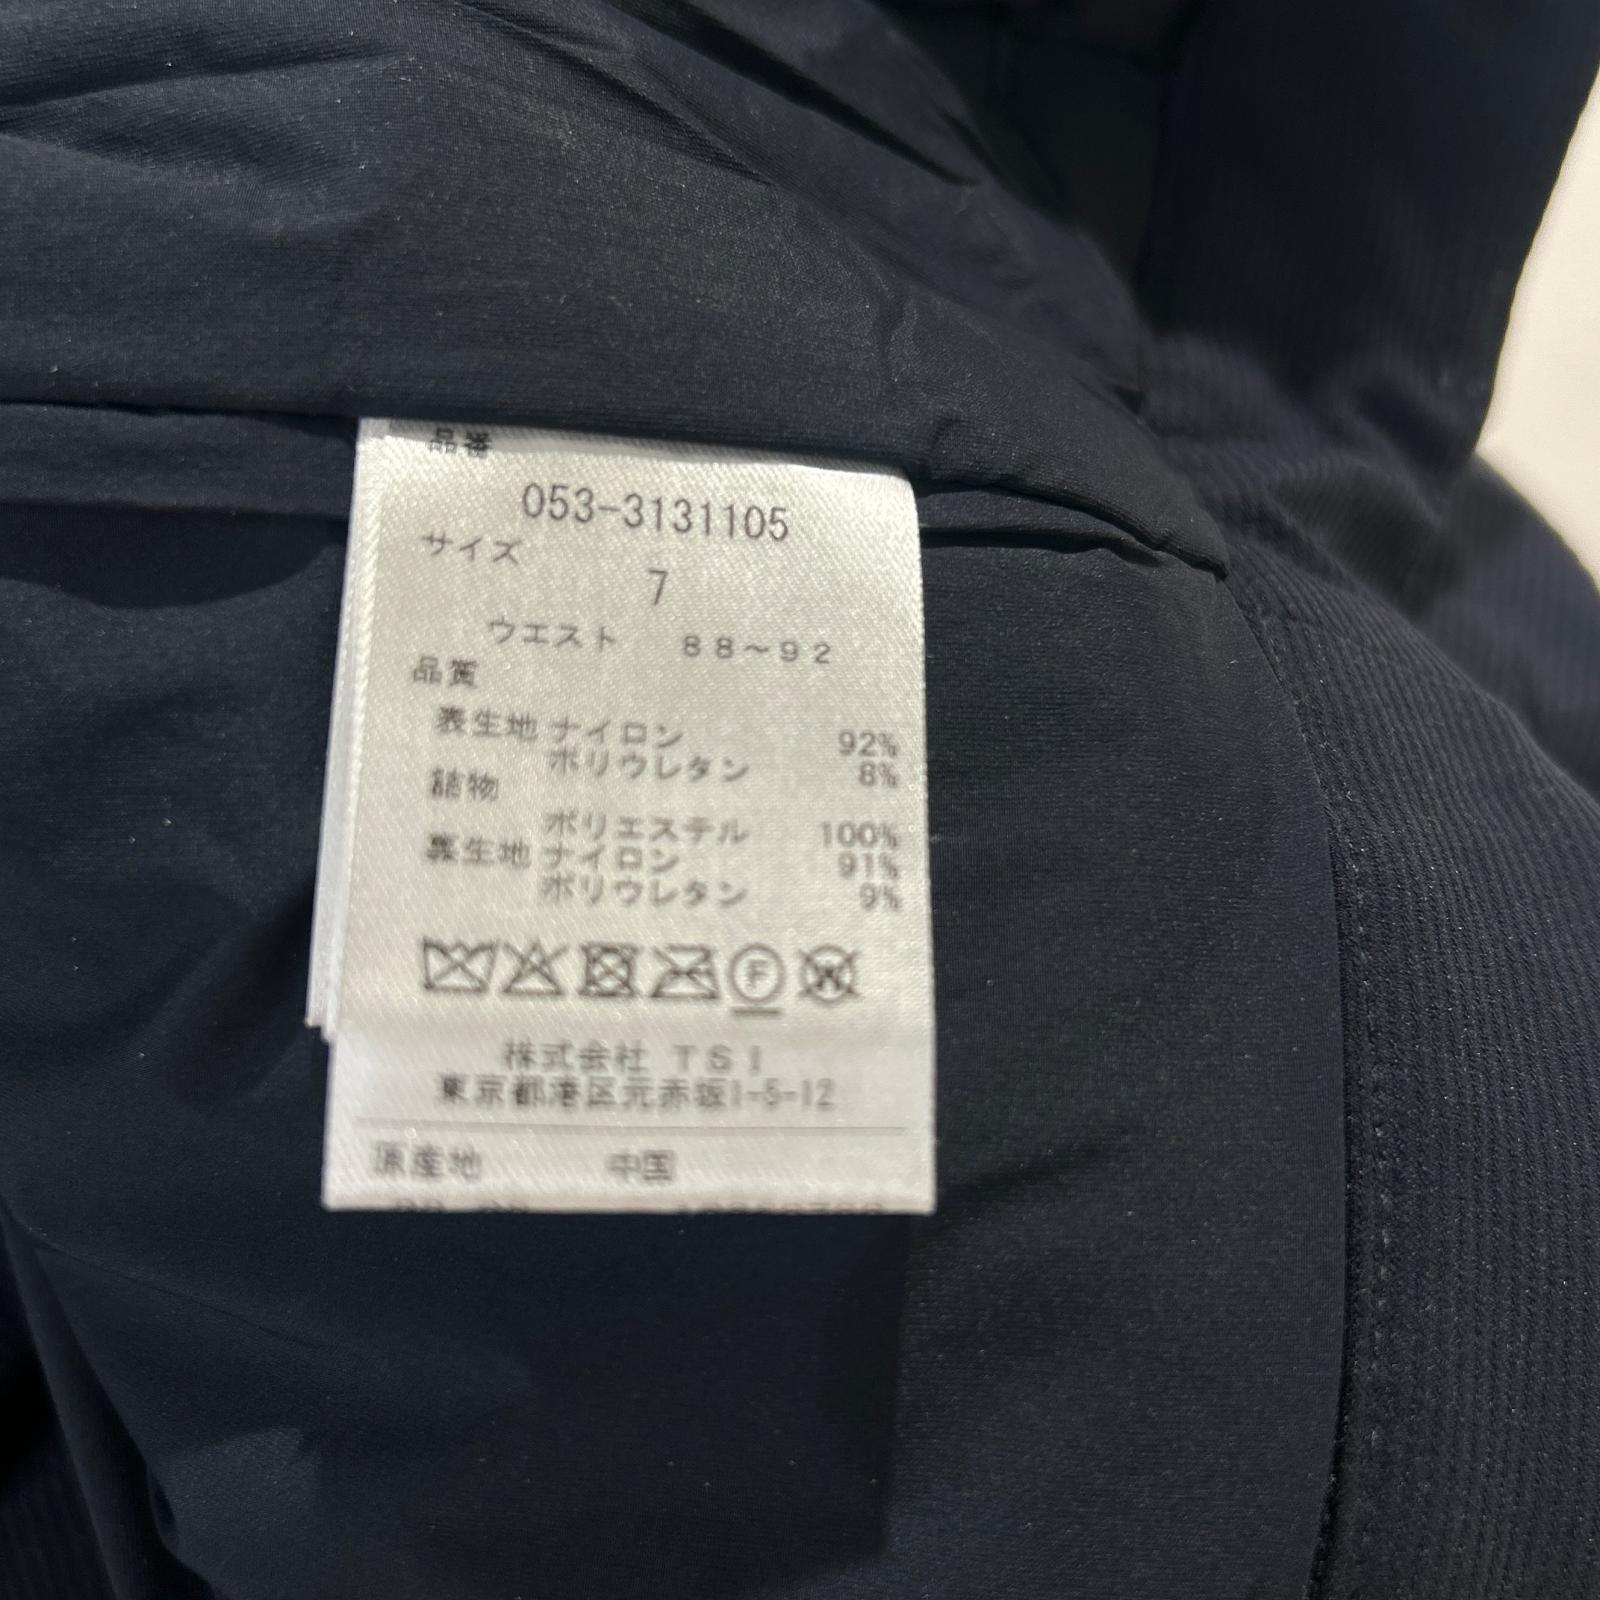 品番
053-3131105
サイズ
7
ウエスト 88～92
品質
表生地 ナイロン 92%
ポリウレタン 8%
詰物
ポリエステル 100%
裏生地 ナイロン 91%
ポリウレタン 9%
F
W
株式会社 TSI
東京都港区元赤坂1-5-12
原産地 中国